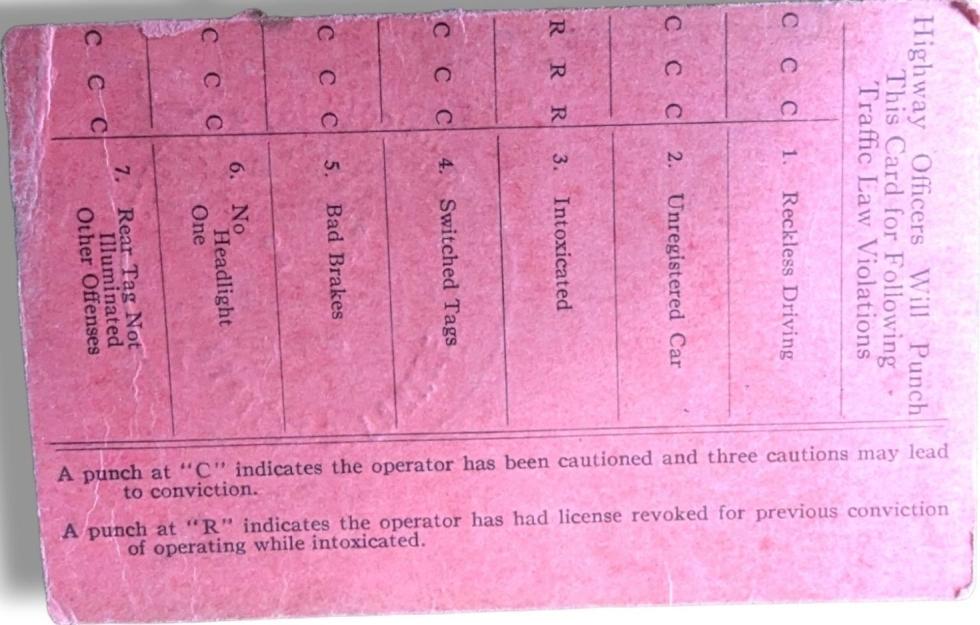 Highway Officers Will Punch
This Card for Following
Traffic Law Violations
C C C 1. Reckless Driving
C C C 2. Unregistered Car
R R R 3. Intoxicated
C C C 4. Switched Tags
C C C 5. Bad Brakes
C C C 6. No Headlight
One
C C C 7. Rear Tag Not
Illuminated
Other Offenses
A punch at "C" indicates the operator has been cautioned and three cautions may lead
to conviction.
A punch at "R" indicates the operator has had license revoked for previous conviction
of operating while intoxicated.